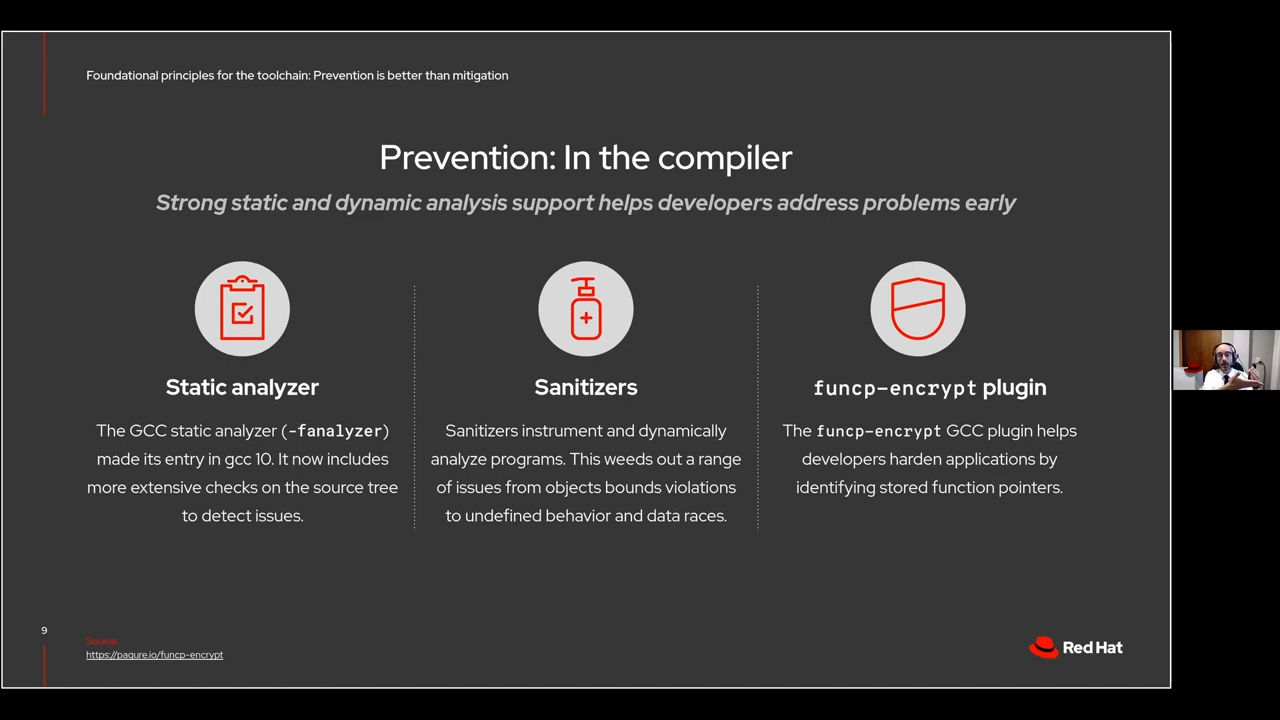 Foundational principles for the toolchain: Prevention is better than mitigation
Prevention: In the compiler
Strong static and dynamic analysis support helps developers address problems early
Static analyzer
The GCC static analyzer (-fanalyzer)
made its entry in gcc 10. It now includes
more extensive checks on the source tree
to detect issues.
Sanitizers
Sanitizers instrument and dynamically
analyze programs. This weeds out a range
of issues from objects bounds violations
to undefined behavior and data races.
funcp-encrypt plugin
The funcp-encrypt GCC plugin helps
developers harden applications by
identifying stored function pointers.
9
Source
https://pagure.io/funcp-encrypt
Red Hat